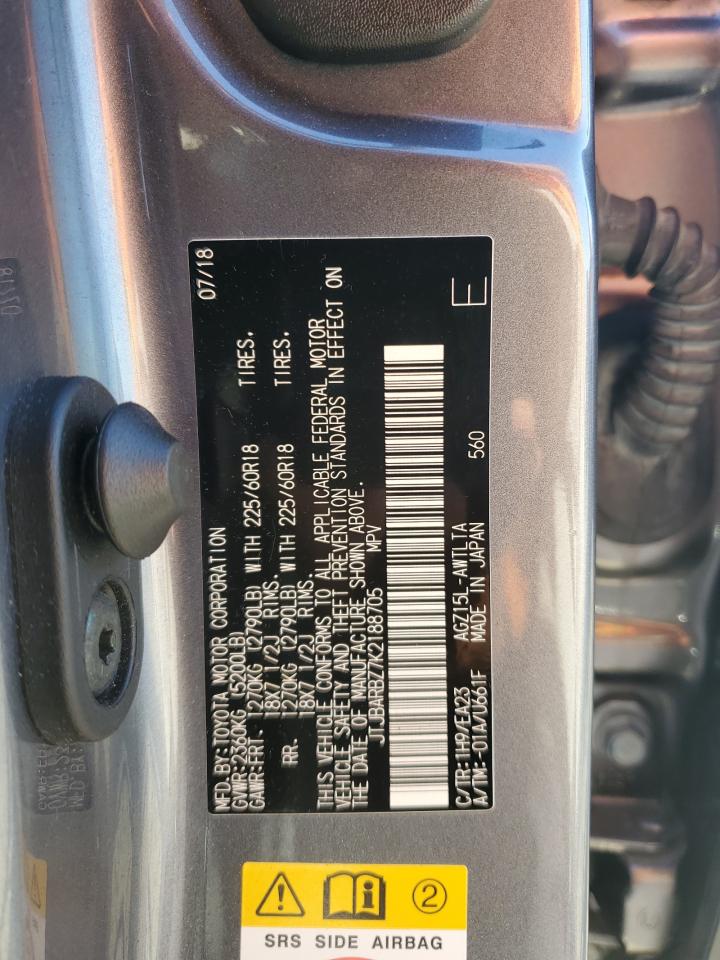 MFD.BY:TOYOTA MOTOR CORPORATION 07/18
GVWR:2360KG (5200LB)
GAWR:FRT. 1270KG (2790LB) WITH 225/60R18 TIRES.
18X7 1/2J RIMS.
RR. 1270KG (2790LB) WITH 225/60R18 TIRES.
18X7 1/2J RIMS.
THIS VEHICLE CONFORMS TO ALL APPLICABLE FEDERAL MOTOR
VEHICLE SAFETY AND THEFT PREVENTION STANDARDS IN EFFECT ON
THE DATE OF MANUFACTURE SHOWN ABOVE.
JTJBARBZ7K2188705 MPV
C/TR:1H9/EA23 AGZ15L-AWTLTA E
A/TM:-01A/U661F MADE IN JAPAN 560
2
SRS SIDE AIRBAG